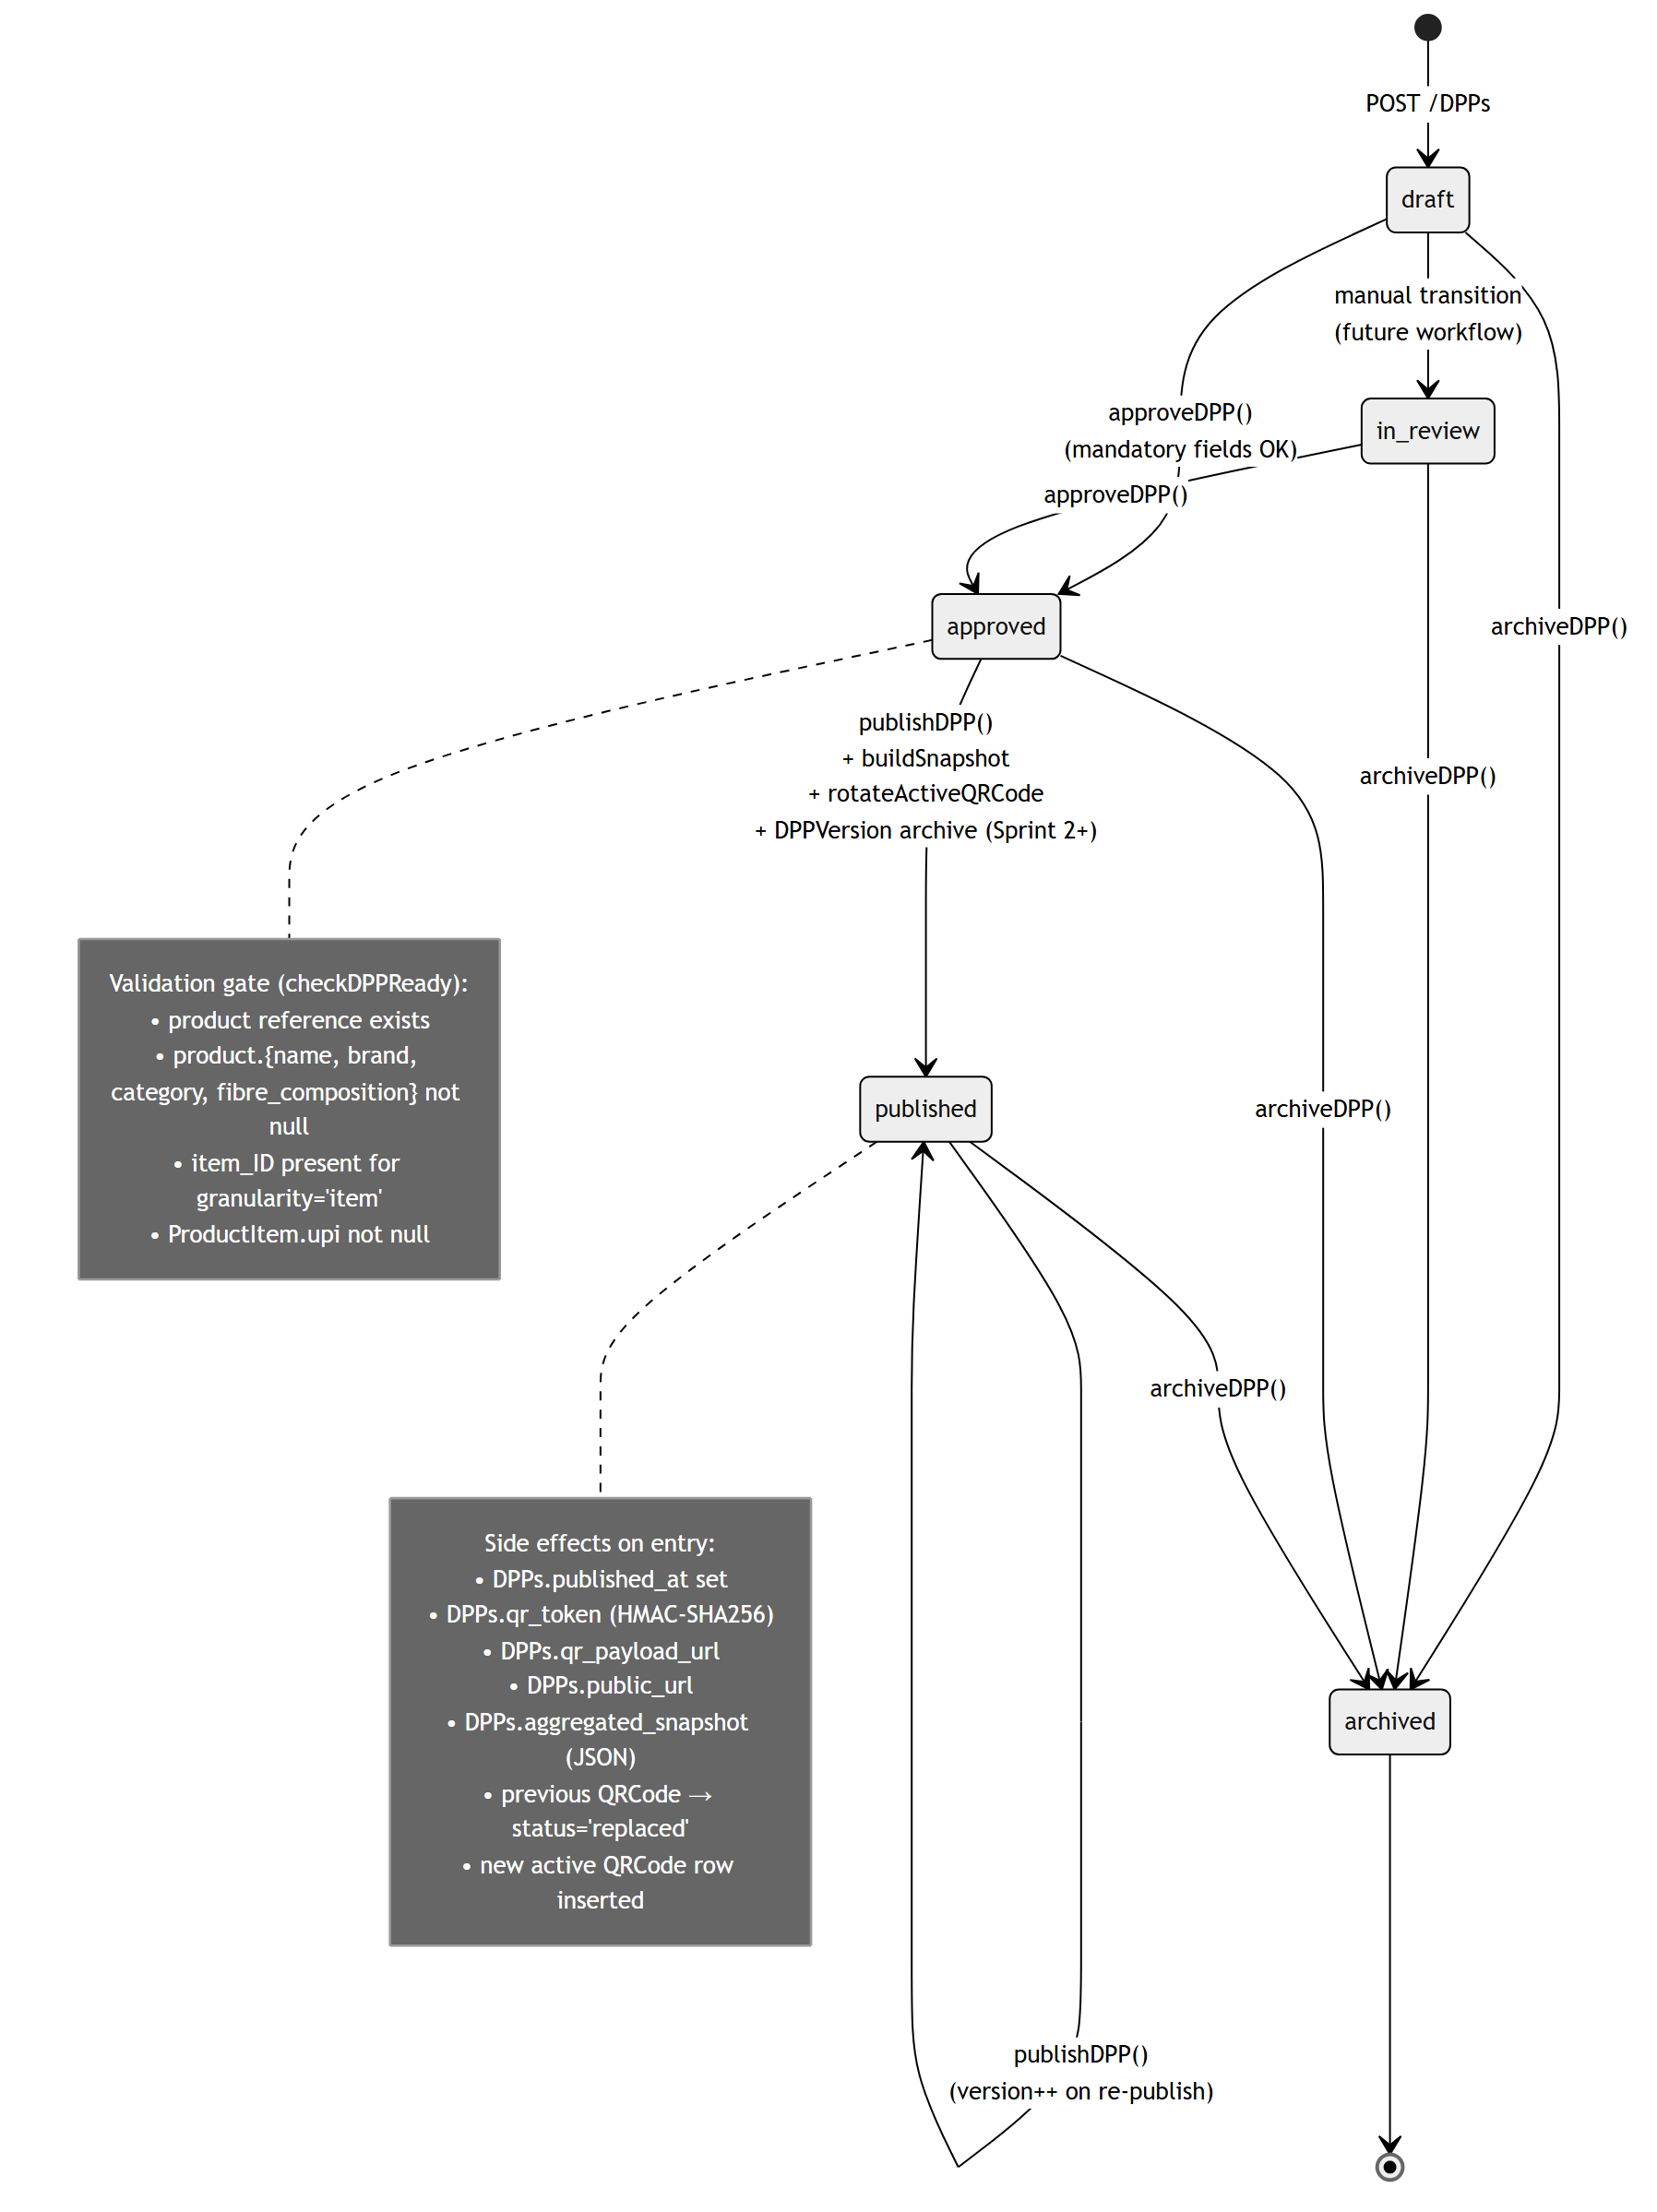 POST /DPPs
draft
manual transition
(future workflow)
approveDPP()
(mandatory fields OK)
in_review
approveDPP()
approved
archiveDPP()
publishDPP()
+ buildSnapshot
+ rotateActiveQRCode
+ DPPVersion archive (Sprint 2+)
archiveDPP()
Validation gate (checkDPPReady):
• product reference exists
• product.{name, brand,
category, fibre_composition} not
null
• item_ID present for
granularity='item'
• ProductItem.upi not null
published
archiveDPP()
archiveDPP()
Side effects on entry:
• DPPs.published_at set
• DPPs.qr_token (HMAC-SHA256)
• DPPs.qr_payload_url
• DPPs.public_url
• DPPs.aggregated_snapshot
(JSON)
• previous QRCode →
status='replaced'
• new active QRCode row
inserted
archived
publishDPP()
(version++ on re-publish)